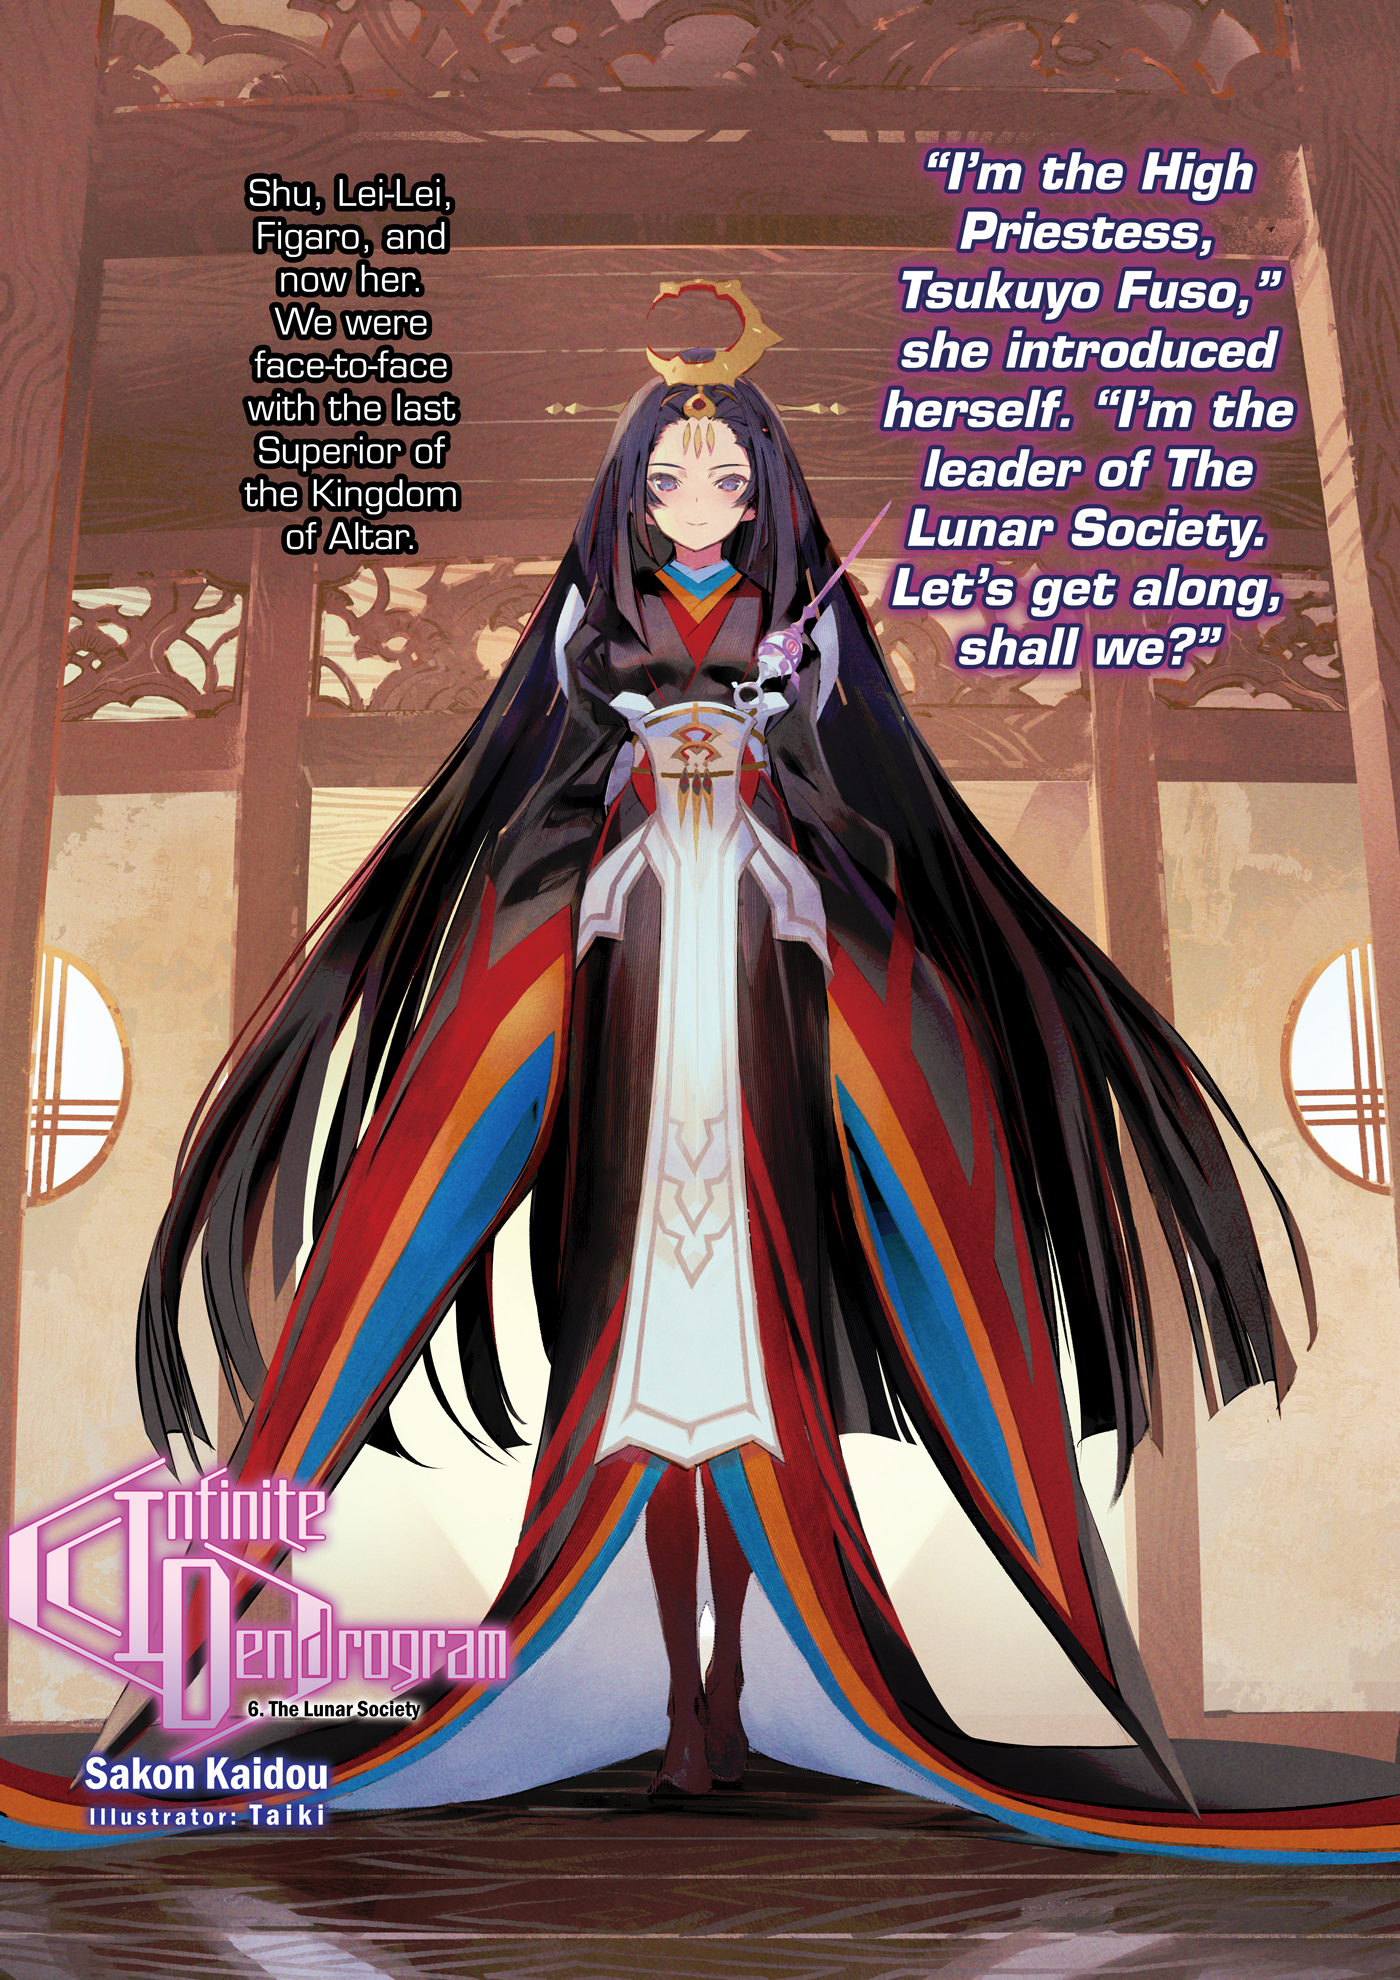 Shu, Lei-Lei,
Figaro, and
now her.
We were
face-to-face
with the last
Superior of
the Kingdom
of Altar.
“I’m the High
Priestess,
Tsukuyo Fuso,”
she introduced
herself. “I’m the
leader of The
Lunar Society.
Let’s get along,
shall we?”
Infinite
Dendrogram
6. The Lunar Society
Sakon Kaidou
Illustrator: Taiki